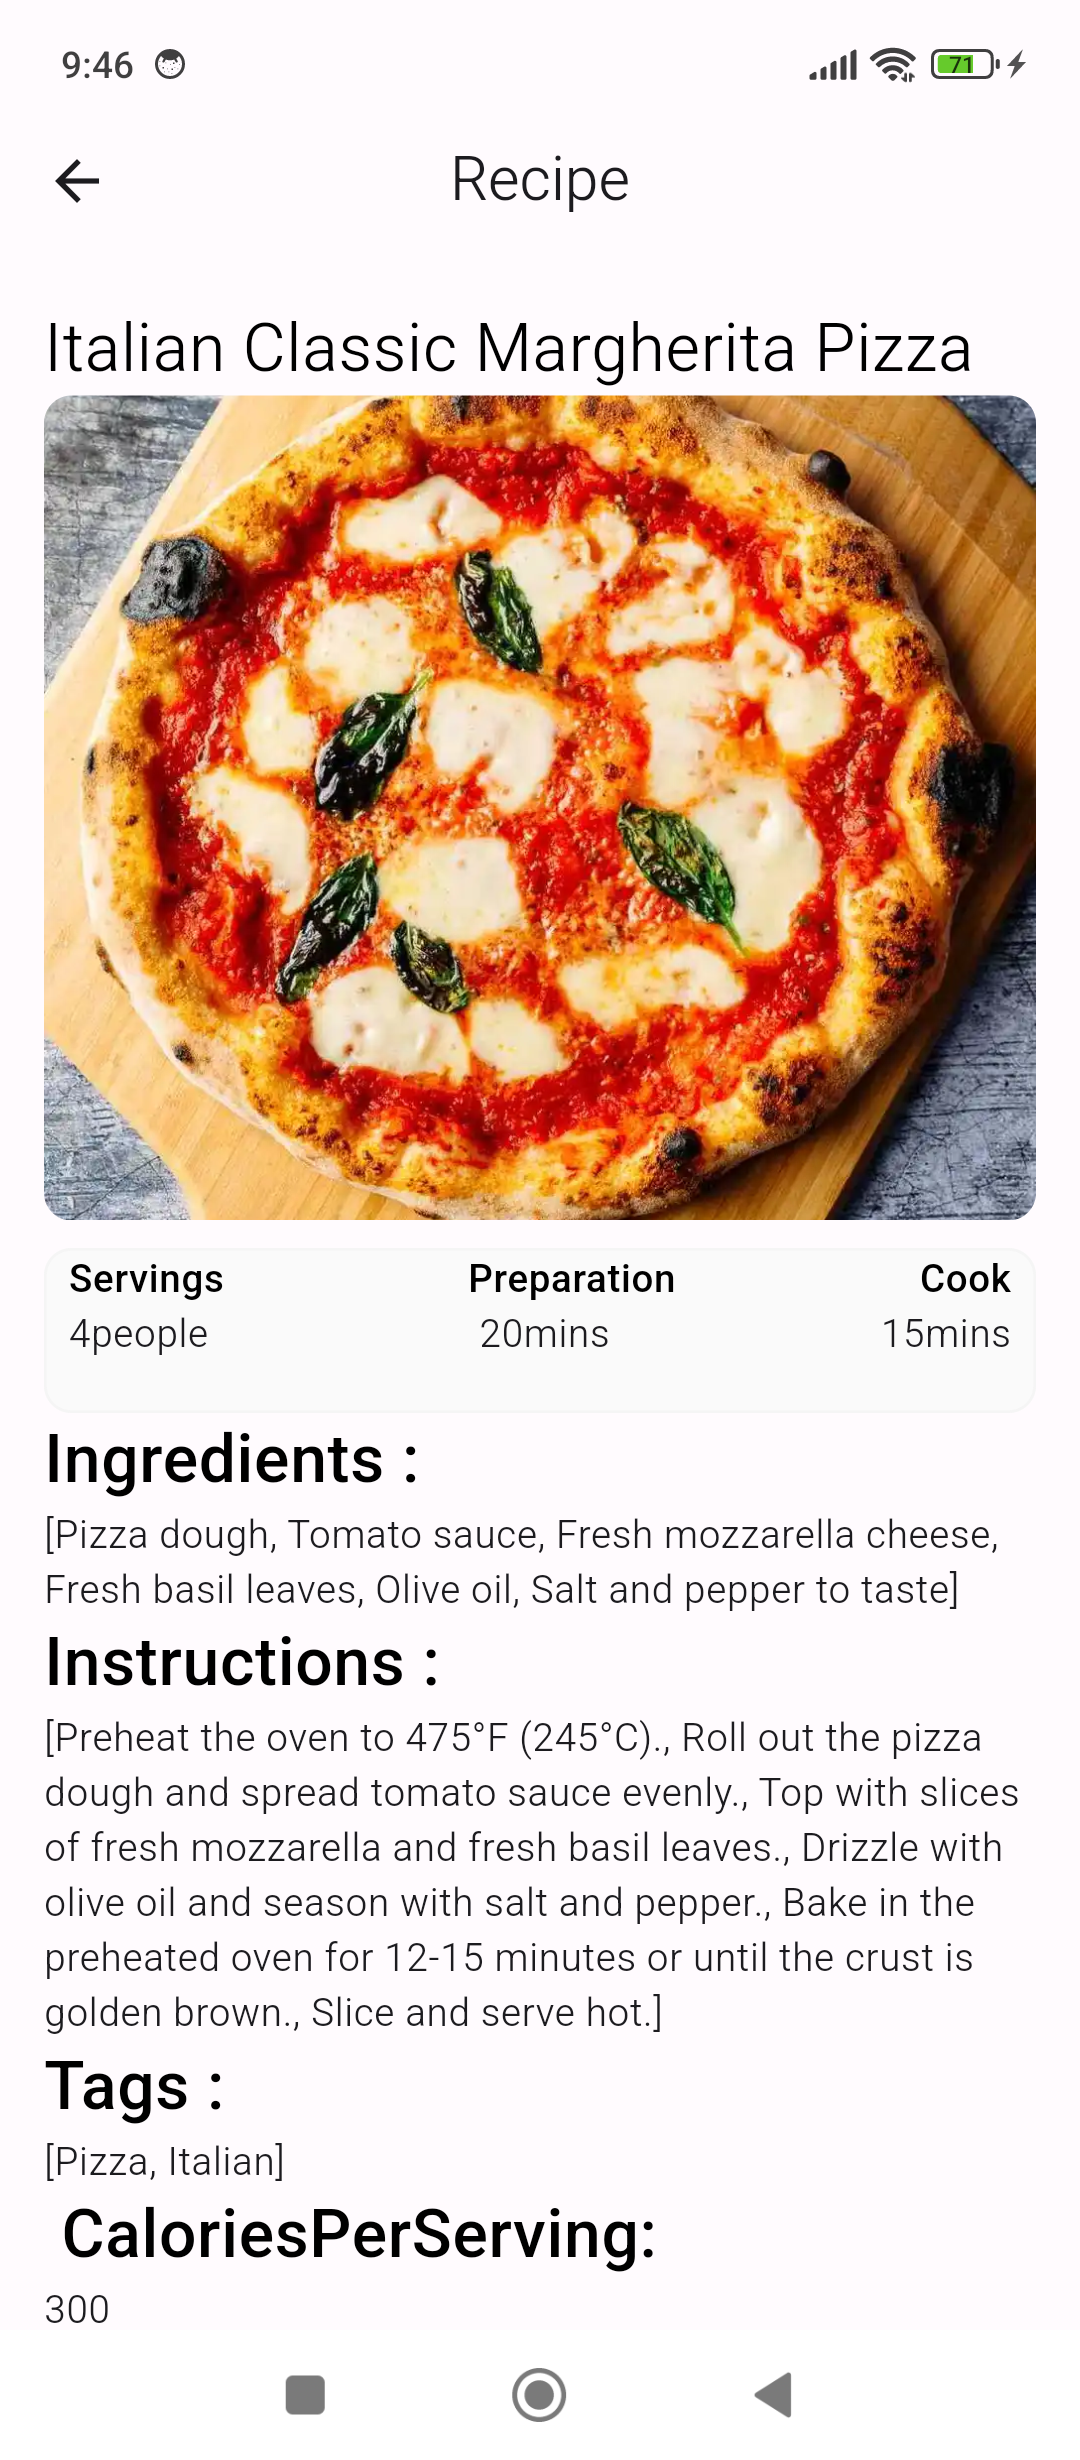 9:46
71
Recipe
Italian Classic Margherita Pizza
Servings Preparation Cook
4people 20mins 15mins
Ingredients :
[Pizza dough, Tomato sauce, Fresh mozzarella cheese,
Fresh basil leaves, Olive oil, Salt and pepper to taste]
Instructions :
[Preheat the oven to 475°F (245°C)., Roll out the pizza
dough and spread tomato sauce evenly., Top with slices
of fresh mozzarella and fresh basil leaves., Drizzle with
olive oil and season with salt and pepper., Bake in the
preheated oven for 12-15 minutes or until the crust is
golden brown., Slice and serve hot.]
Tags :
[Pizza, Italian]
CaloriesPerServing:
300